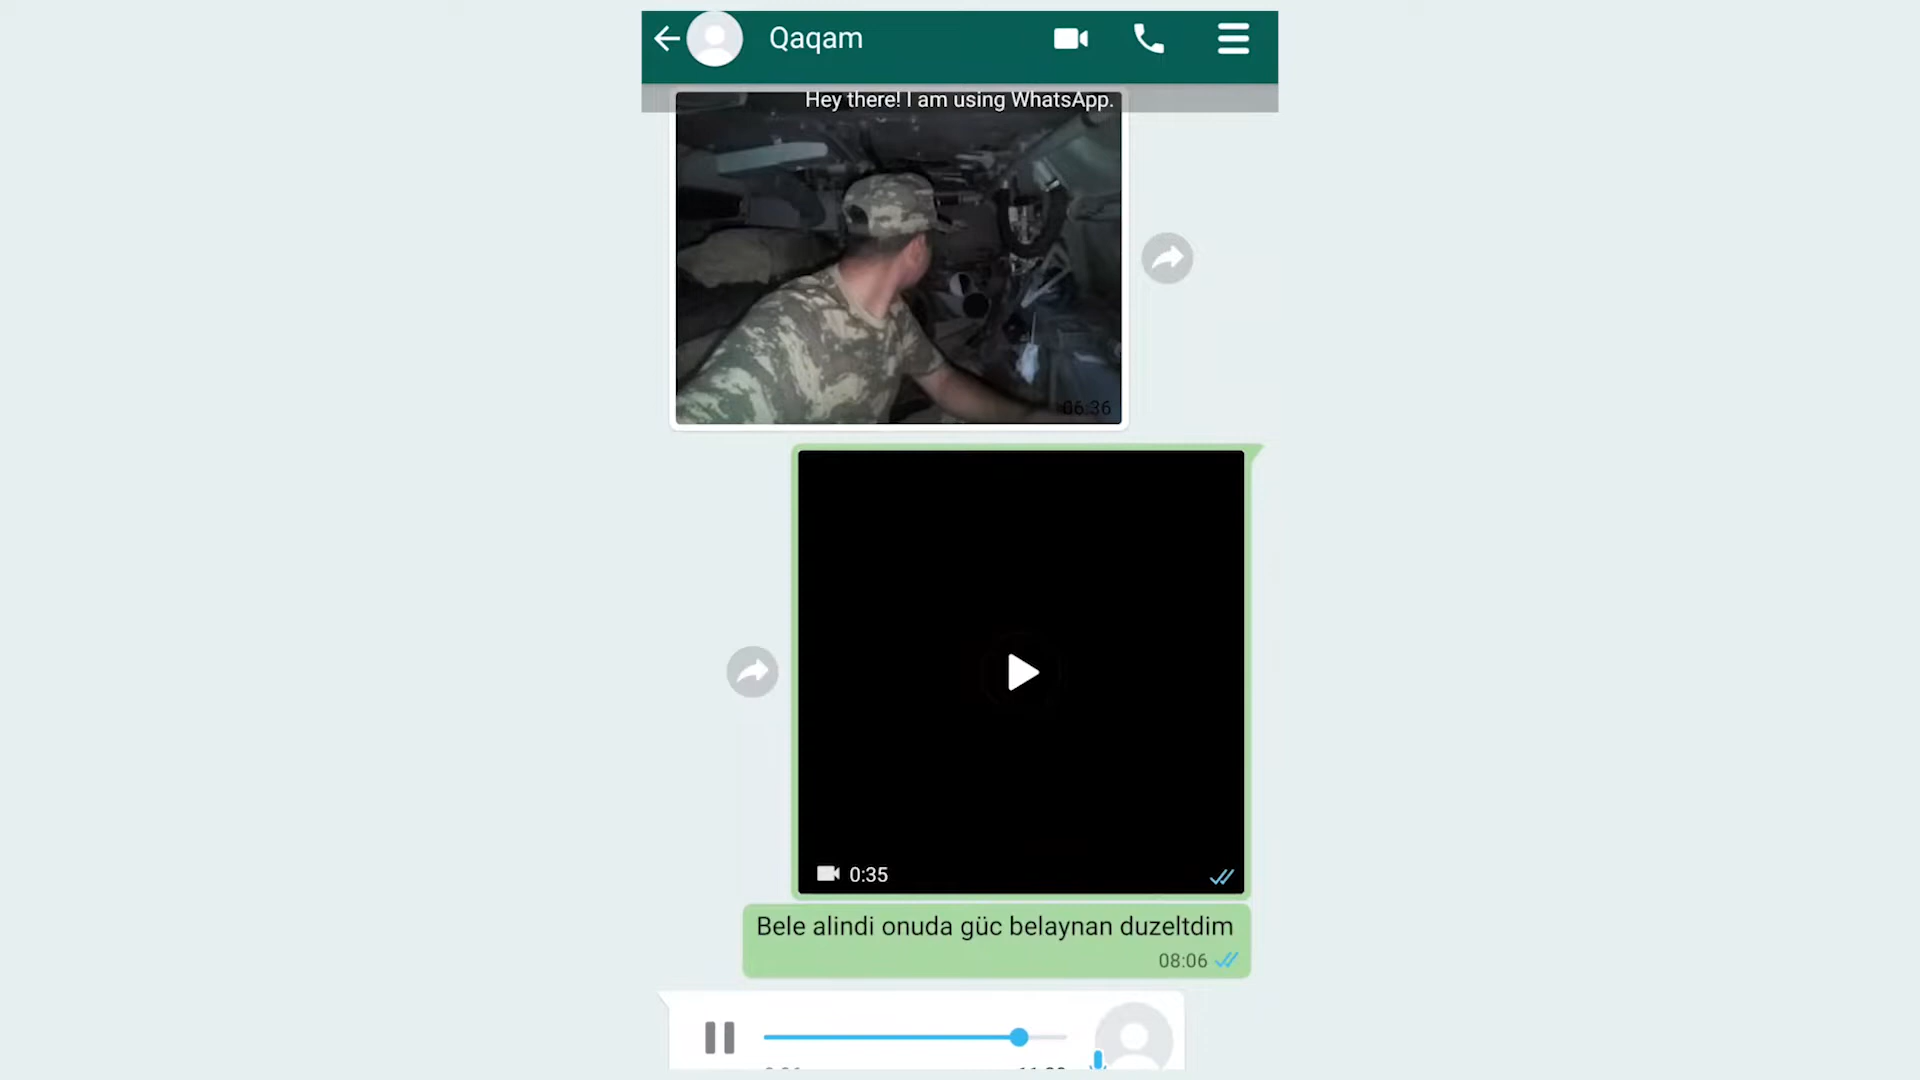 Qaqam
Hey there! I am using WhatsApp.
06:36
0:35
Bele alindi onuda güc belaynan duzeltdim
08:06